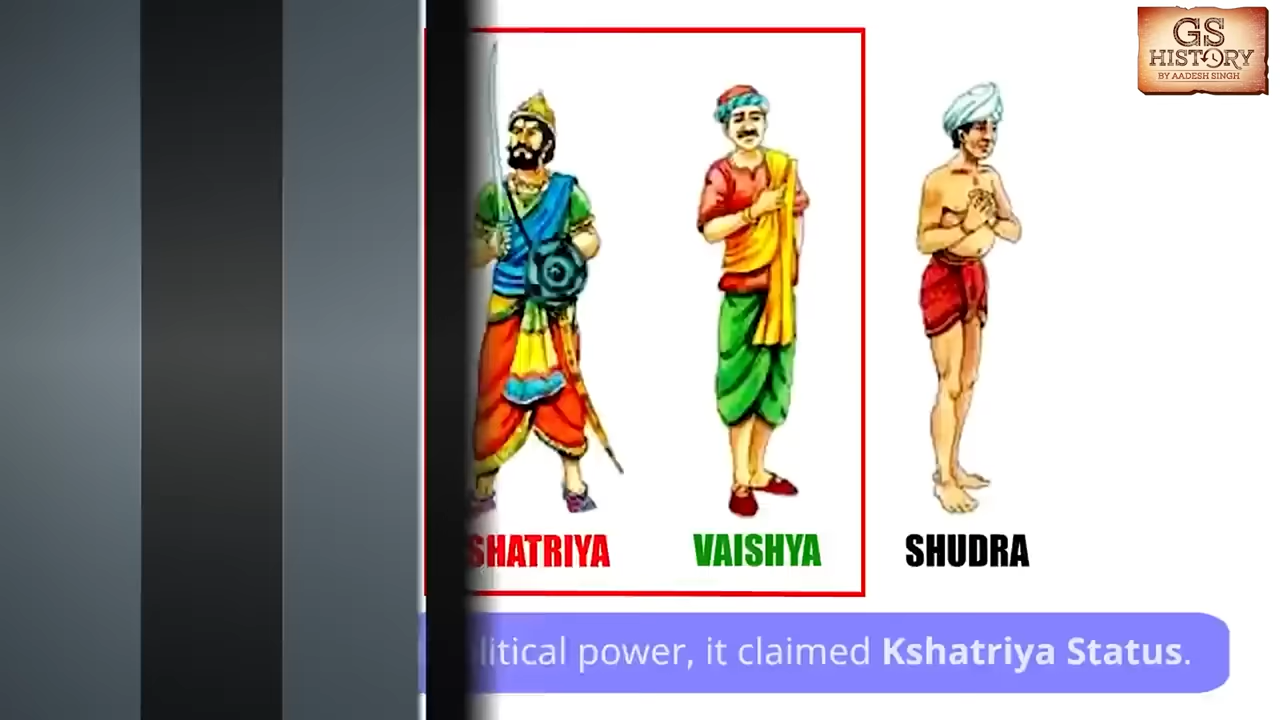 GS
HISTORY
BY AADESH SINGH
SHATRIYA VAISHYA SHUDRA
litical power, it claimed Kshatriya Status.